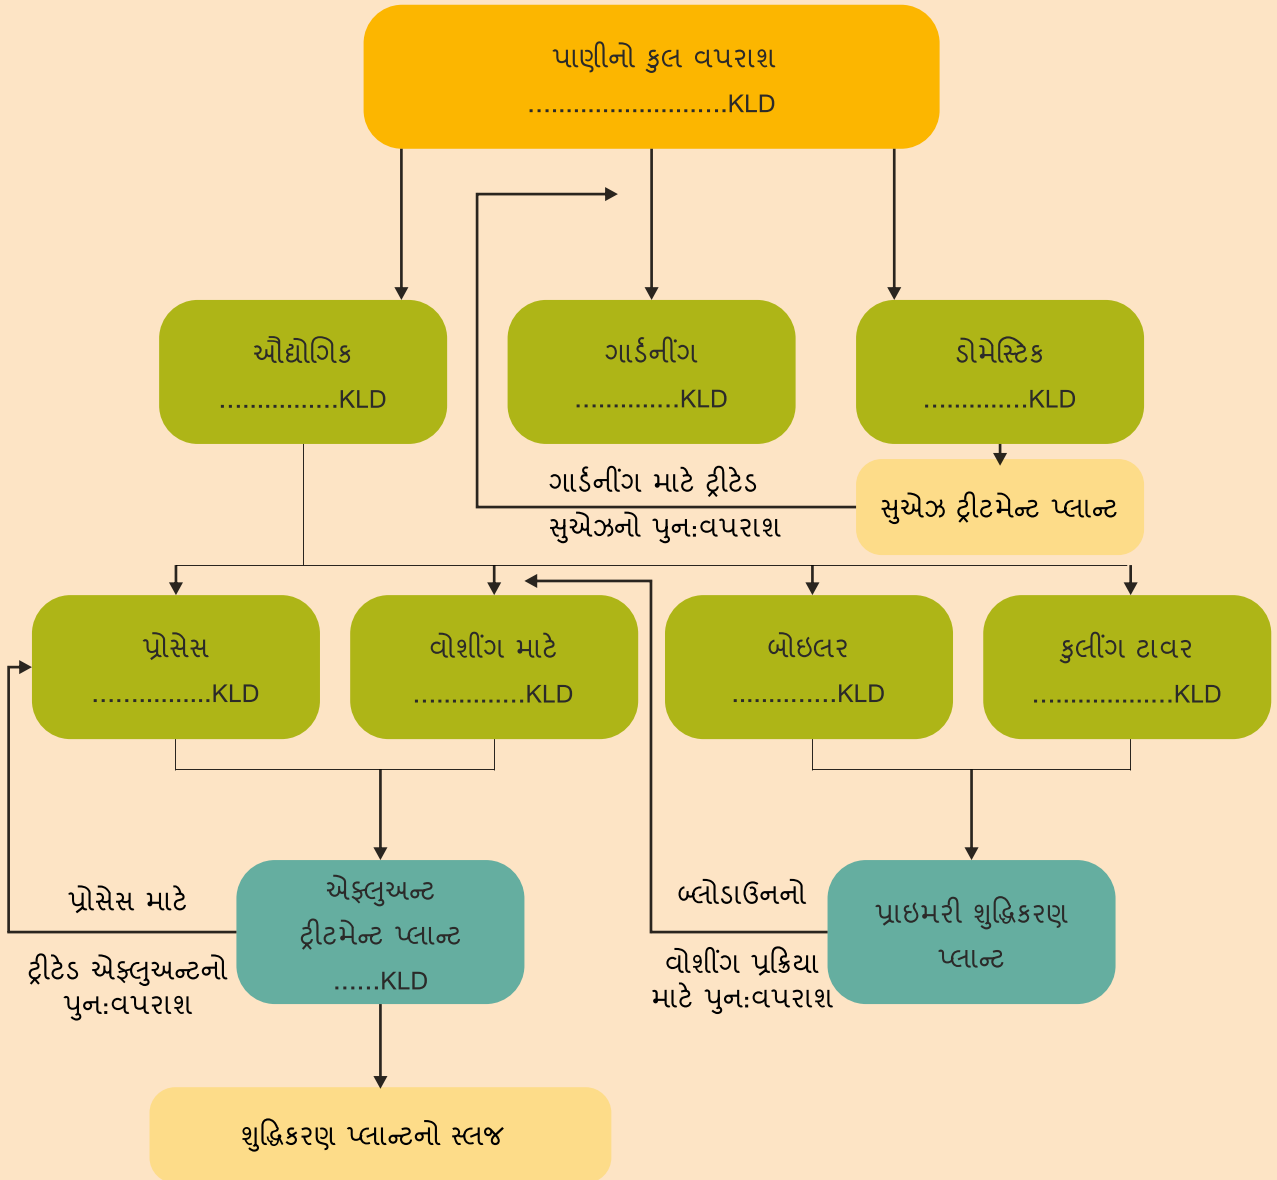 પાણીનો કુલ વપરાશ
..........................KLD
ઔદ્યોગિક
................KLD
ગાર્ડનીંગ
..............KLD
ડોમેસ્ટિક
..............KLD
ગાર્ડનીંગ માટે ટ્રીટેડ
સુએઝનો પુન:વપરાશ
સુએઝ ટ્રીટમેન્ટ પ્લાન્ટ
પ્રોસેસ
................KLD
વોશીંગ માટે
...............KLD
બોઇલર
..............KLD
કુલીંગ ટાવર
...................KLD
પ્રોસેસ માટે
ટ્રીટેડ એફ્લુઅન્ટનો
પુન:વપરાશ
એફ્લુઅન્ટ
ટ્રીટમેન્ટ પ્લાન્ટ
......KLD
બ્લોડાઉનનો
વોશીંગ પ્રક્રિયા
માટે પુન:વપરાશ
પ્રાઇમરી શુદ્ધિકરણ
પ્લાન્ટ
શુદ્ધિકરણ પ્લાન્ટનો સ્લજ